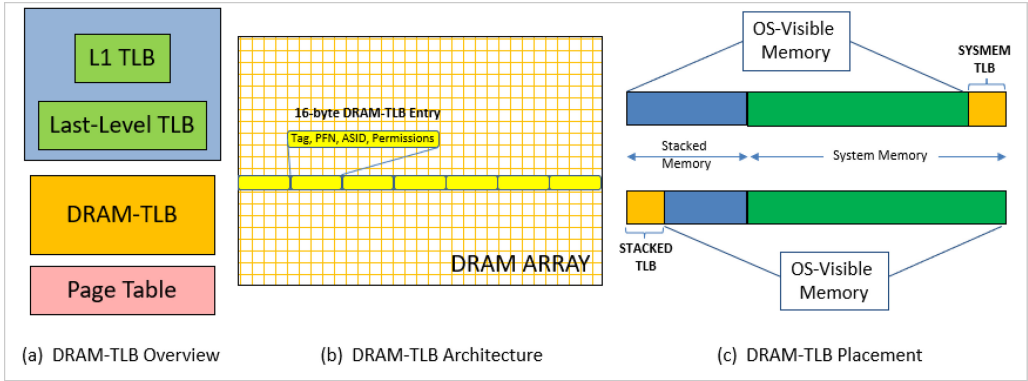 L1 TLB
Last-Level TLB
DRAM-TLB
Page Table
(a) DRAM-TLB Overview
16-byte DRAM-TLB Entry
Tag, PFN, ASID, Permissions
DRAM ARRAY
(b) DRAM-TLB Architecture
OS-Visible
Memory
SYSMEM
TLB
Stacked
Memory
System Memory
STACKED
TLB
OS-Visible
Memory
(c) DRAM-TLB Placement